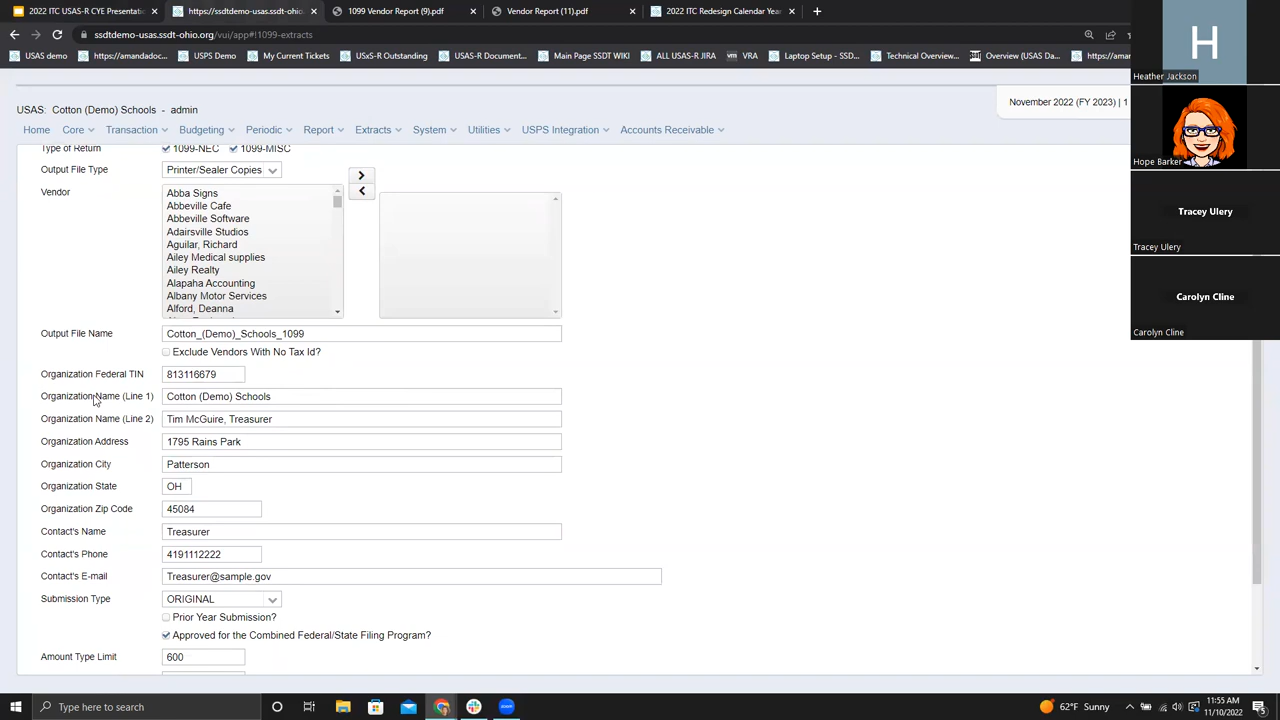 2022 ITC USAS-R CYE Presentati
https://ssdtdemo-usas.ssdt-ohio
1099 Vendor Report (9).pdf
Vendor Report (11).pdf
2022 ITC Redesign Calendar Year
ssdtdemo-usas.ssdt-ohio.org/vui/app#!1099-extracts
USAS demo
https://amandadoc...
USPS Demo
My Current Tickets
USxS-R Outstanding
USAS-R Document...
Main Page SSDT WIKI
ALL USAS-R JIRA
VRA
Laptop Setup - SSD...
Technical Overview...
Overview (USAS Da...
https://am
USAS: Cotton (Demo) Schools - admin
November 2022 (FY 2023) | 1
Home Core Transaction Budgeting Periodic Report Extracts System Utilities USPS Integration Accounts Receivable
Type of Return 1099-NEC 1099-MISC
Output File Type Printer/Sealer Copies
Vendor
Abba Signs
Abbeville Cafe
Abbeville Software
Adairsville Studios
Aguilar, Richard
Ailey Medical supplies
Ailey Realty
Alapaha Accounting
Albany Motor Services
Alford, Deanna
Output File Name Cotton_(Demo)_Schools_1099
Exclude Vendors With No Tax Id?
Organization Federal TIN 813116679
Organization Name (Line 1) Cotton (Demo) Schools
Organization Name (Line 2) Tim McGuire, Treasurer
Organization Address 1795 Rains Park
Organization City Patterson
Organization State OH
Organization Zip Code 45084
Contact's Name Treasurer
Contact's Phone 4191112222
Contact's E-mail Treasurer@sample.gov
Submission Type ORIGINAL
Prior Year Submission?
Approved for the Combined Federal/State Filing Program?
Amount Type Limit 600
H
Heather Jackson
Hope Barker
Tracey Ulery
Tracey Ulery
Carolyn Cline
Carolyn Cline
Type here to search
62°F Sunny
11:55 AM
11/10/2022
5